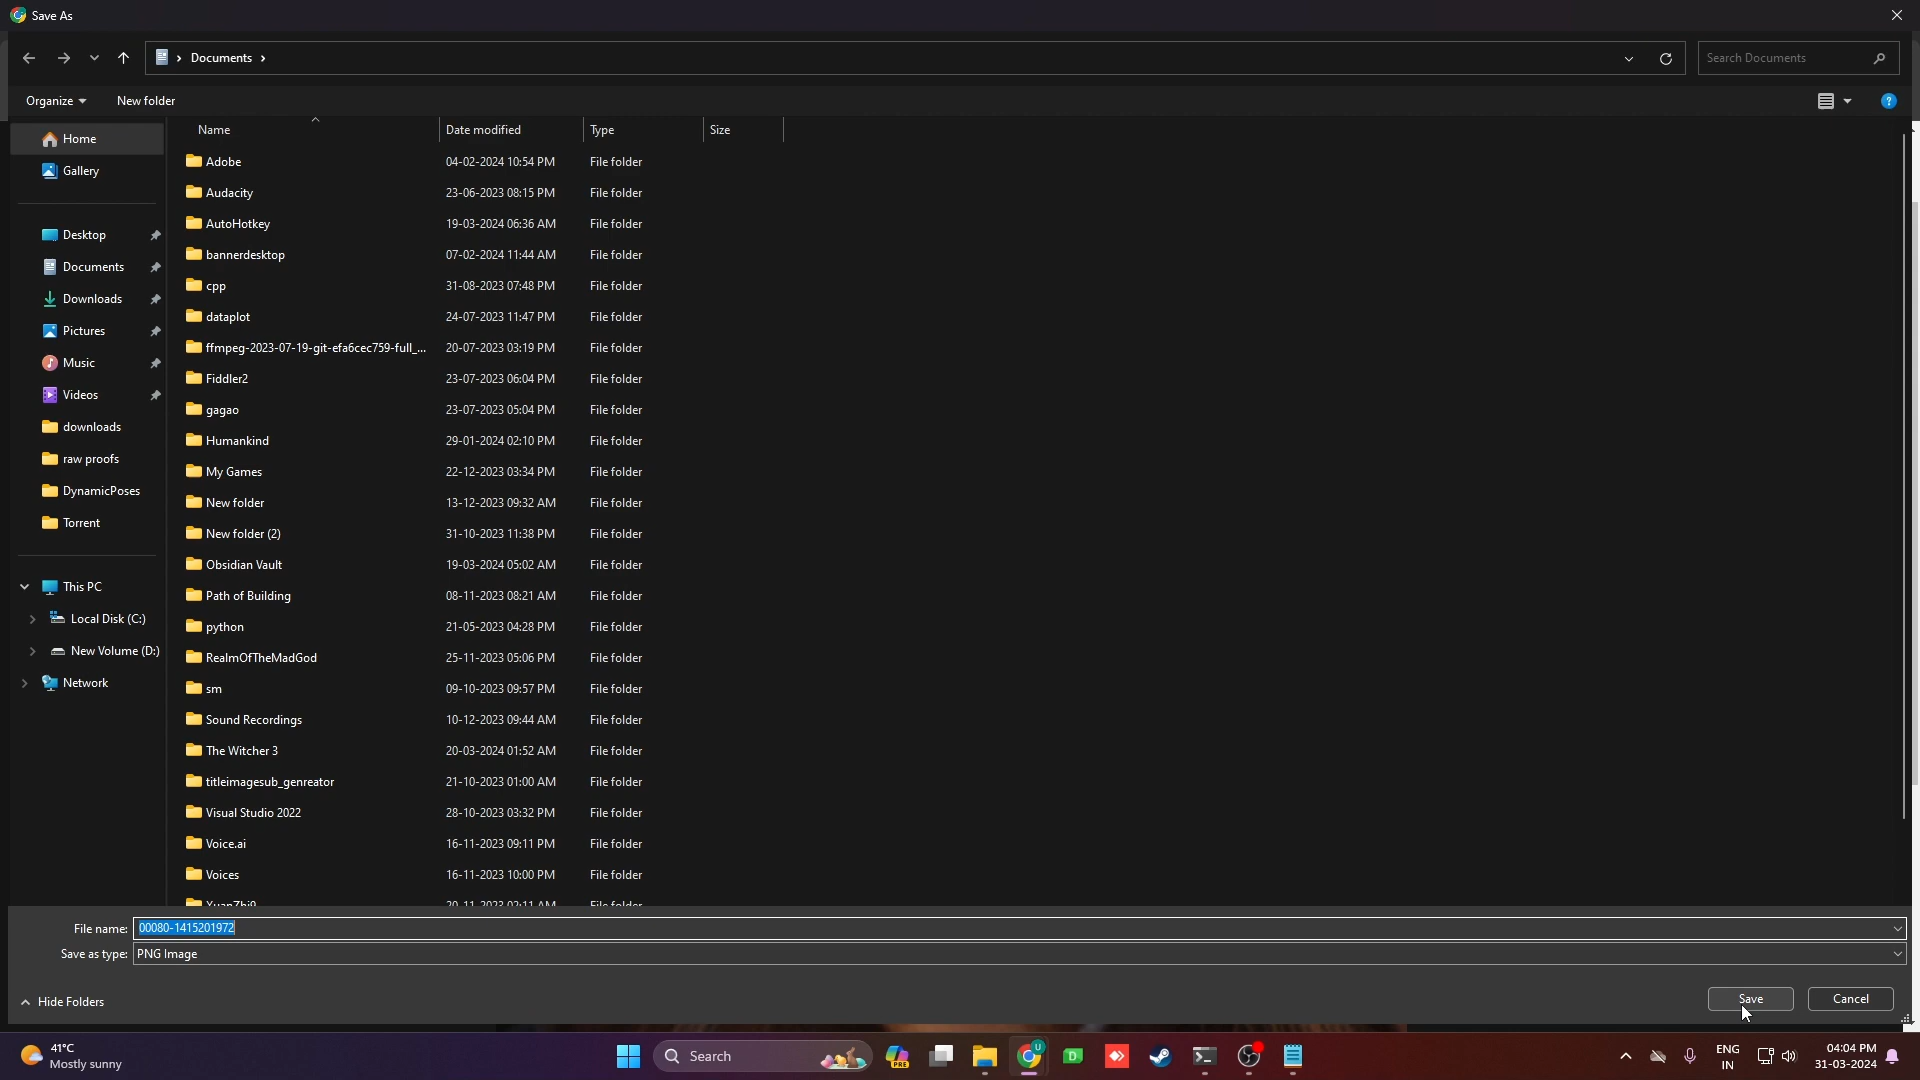 Save As
Documents
Search Documents
Organize
New folder
Home
Gallery
Desktop
Documents
Downloads
Pictures
Music
Videos
downloads
raw proofs
DynamicPoses
Torrent
This PC
Local Disk (C:)
New Volume (D:)
Network
Name Date modified Type Size
Adobe 04-02-2024 10:54 PM File folder
Audacity 23-06-2023 08:15 PM File folder
AutoHotkey 19-03-2024 06:36 AM File folder
bannerdesktop 07-02-2024 11:44 AM File folder
cpp 31-08-2023 07:48 PM File folder
dataplot 24-07-2023 11:47 PM File folder
ffmpeg-2023-07-19-git-efa6cec759-full_... 20-07-2023 03:19 PM File folder
Fiddler2 23-07-2023 06:04 PM File folder
gagao 23-07-2023 05:04 PM File folder
Humankind 29-01-2024 02:10 PM File folder
My Games 22-12-2023 03:34 PM File folder
New folder 13-12-2023 09:32 AM File folder
New folder (2) 31-10-2023 11:38 PM File folder
Obsidian Vault 19-03-2024 05:02 AM File folder
Path of Building 08-11-2023 08:21 AM File folder
python 21-05-2023 04:28 PM File folder
RealmOfTheMadGod 25-11-2023 05:06 PM File folder
sm 09-10-2023 09:57 PM File folder
Sound Recordings 10-12-2023 09:44 AM File folder
The Witcher 3 20-03-2024 01:52 AM File folder
titleimagesub_genreator 21-10-2023 01:00 AM File folder
Visual Studio 2022 28-10-2023 03:32 PM File folder
Voice.ai 16-11-2023 09:11 PM File folder
Voices 16-11-2023 10:00 PM File folder
File name: 00080-1415201972
Save as type: PNG Image
Hide Folders
Save
Cancel
41°C
Mostly sunny
Search
PRE
U
D
ENG
IN
04:04 PM
31-03-2024